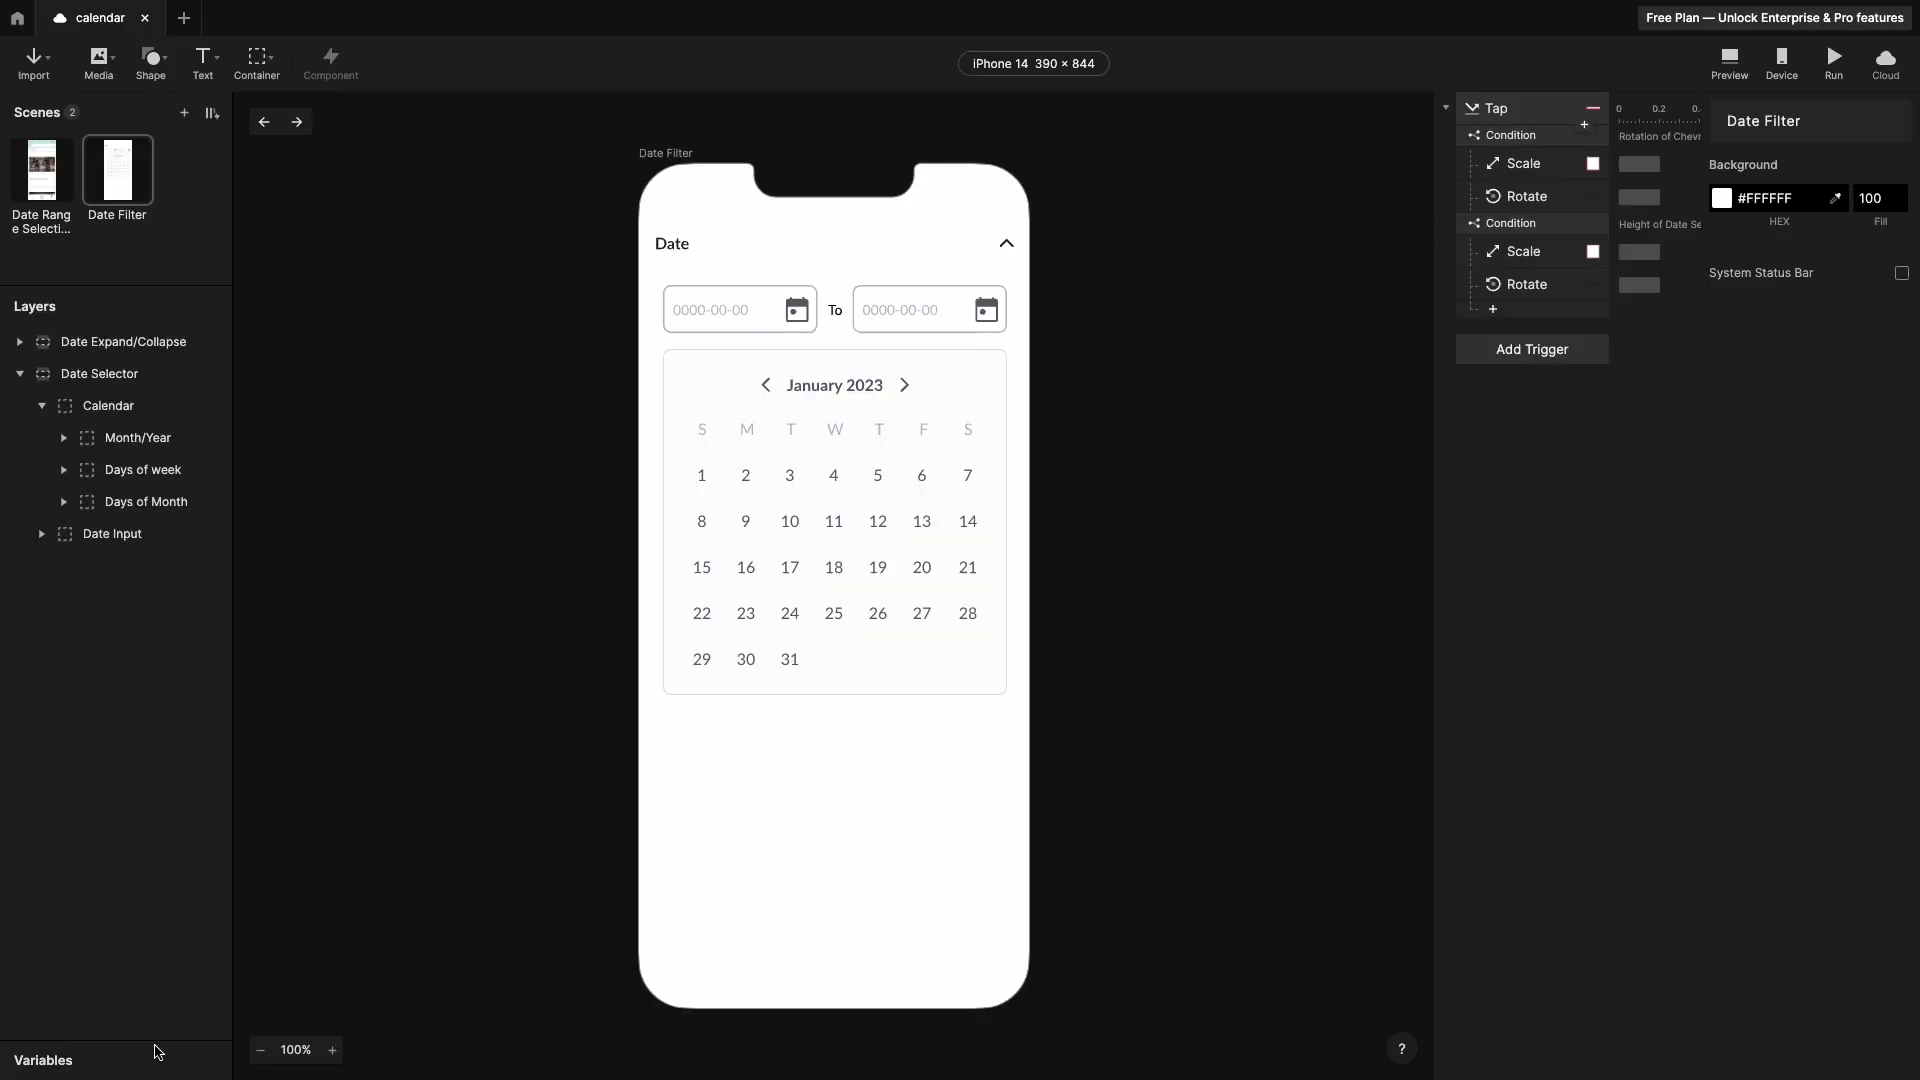 calendar
Free Plan — Unlock Enterprise & Pro features
Import
Media
Shape
Text
Container
Component
iPhone 14 390 × 844
Preview
Device
Run
Cloud
Scenes 2
Date Rang
e Selecti...
Date Filter
Layers
Date Expand/Collapse
Date Selector
Calendar
Month/Year
Days of week
Days of Month
Date Input
Variables
Date Filter
Date
0000-00-00
To
0000-00-00
January 2023
S M T W T F S
1 2 3 4 5 6 7
8 9 10 11 12 13 14
15 16 17 18 19 20 21
22 23 24 25 26 27 28
29 30 31
100%
?
Tap
Condition
Scale
Rotate
Condition
Scale
Rotate
Add Trigger
0 0.2 0.
Rotation of Chevr
Height of Date Se
Date Filter
Background
#FFFFFF 100
HEX Fill
System Status Bar